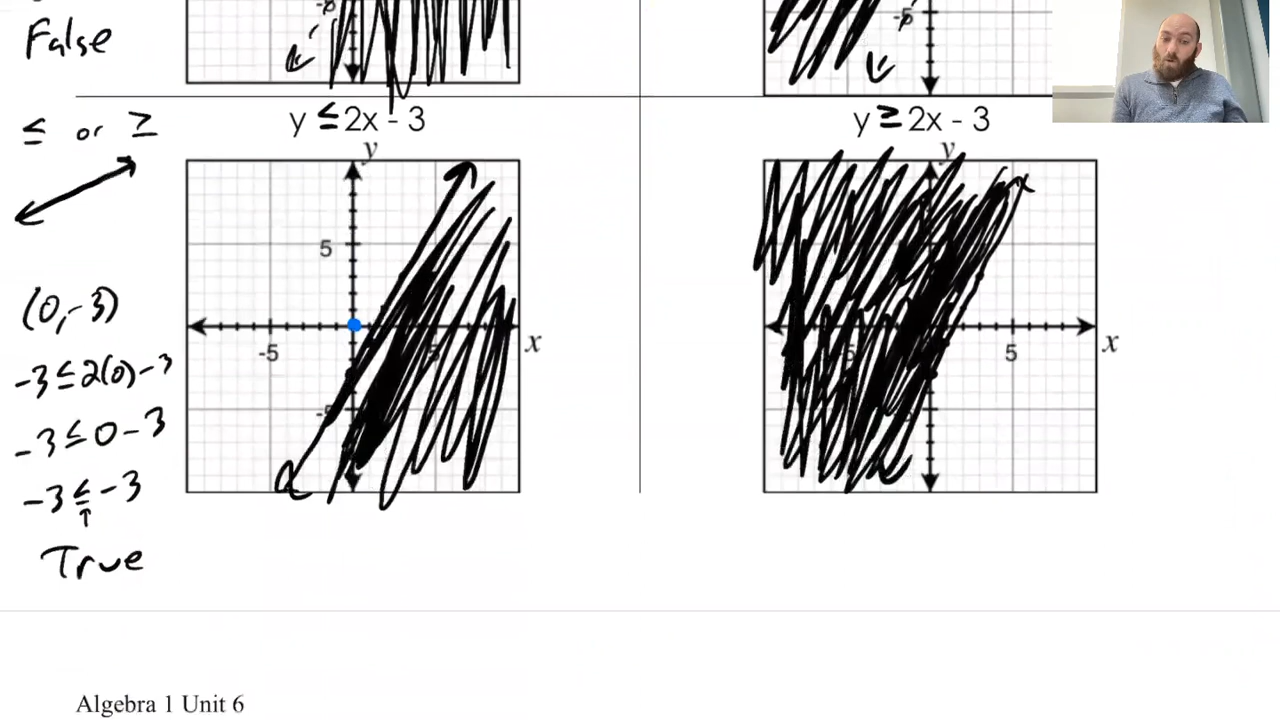 False
-5
-5
≤ or ≥
y ≤ 2x - 3
y ≥ 2x - 3
y
y
5
-5
x
-5
5
x
(0,-3)
-3≤2(0)-3
-3≤0-3
-3≤-3
↑
True
Algebra 1 Unit 6